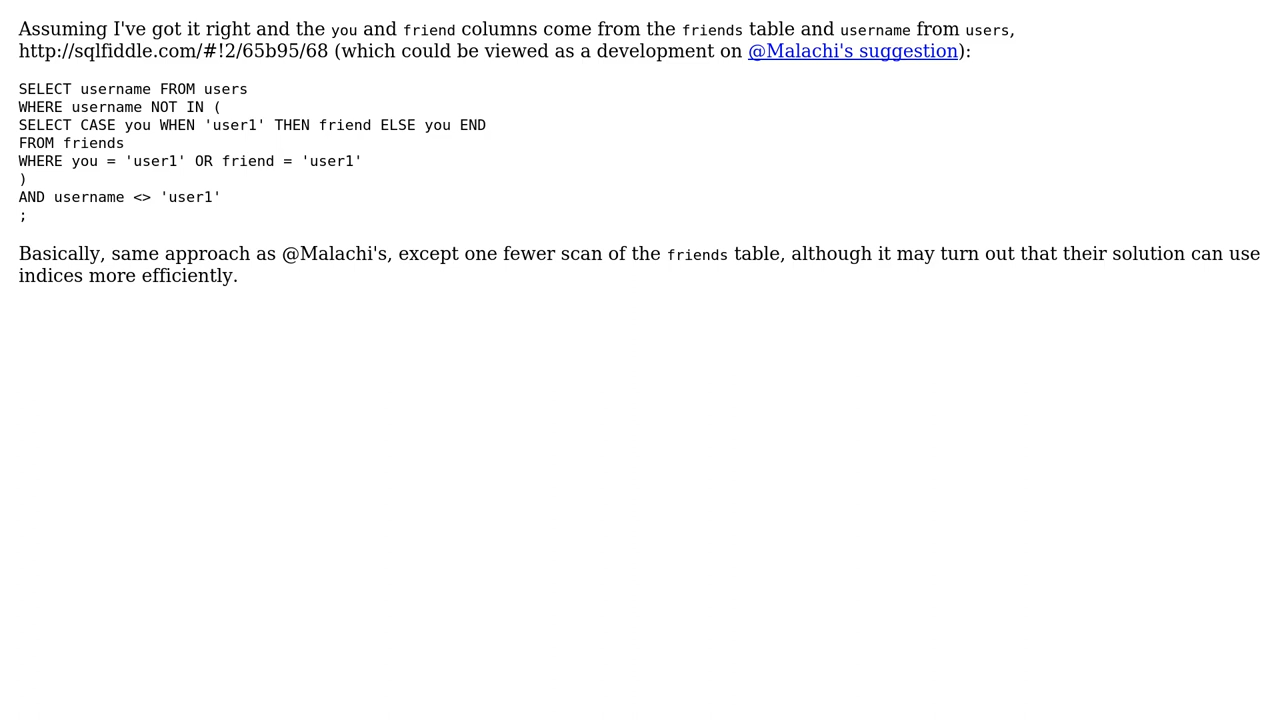 Assuming I've got it right and the you and friend columns come from the friends table and username from users,
http://sqlfiddle.com/#!2/65b95/68 (which could be viewed as a development on @Malachi's suggestion):
SELECT username FROM users
WHERE username NOT IN (
SELECT CASE you WHEN 'user1' THEN friend ELSE you END
FROM friends
WHERE you = 'user1' OR friend = 'user1'
)
AND username <> 'user1'
;
Basically, same approach as @Malachi's, except one fewer scan of the friends table, although it may turn out that their solution can use
indices more efficiently.